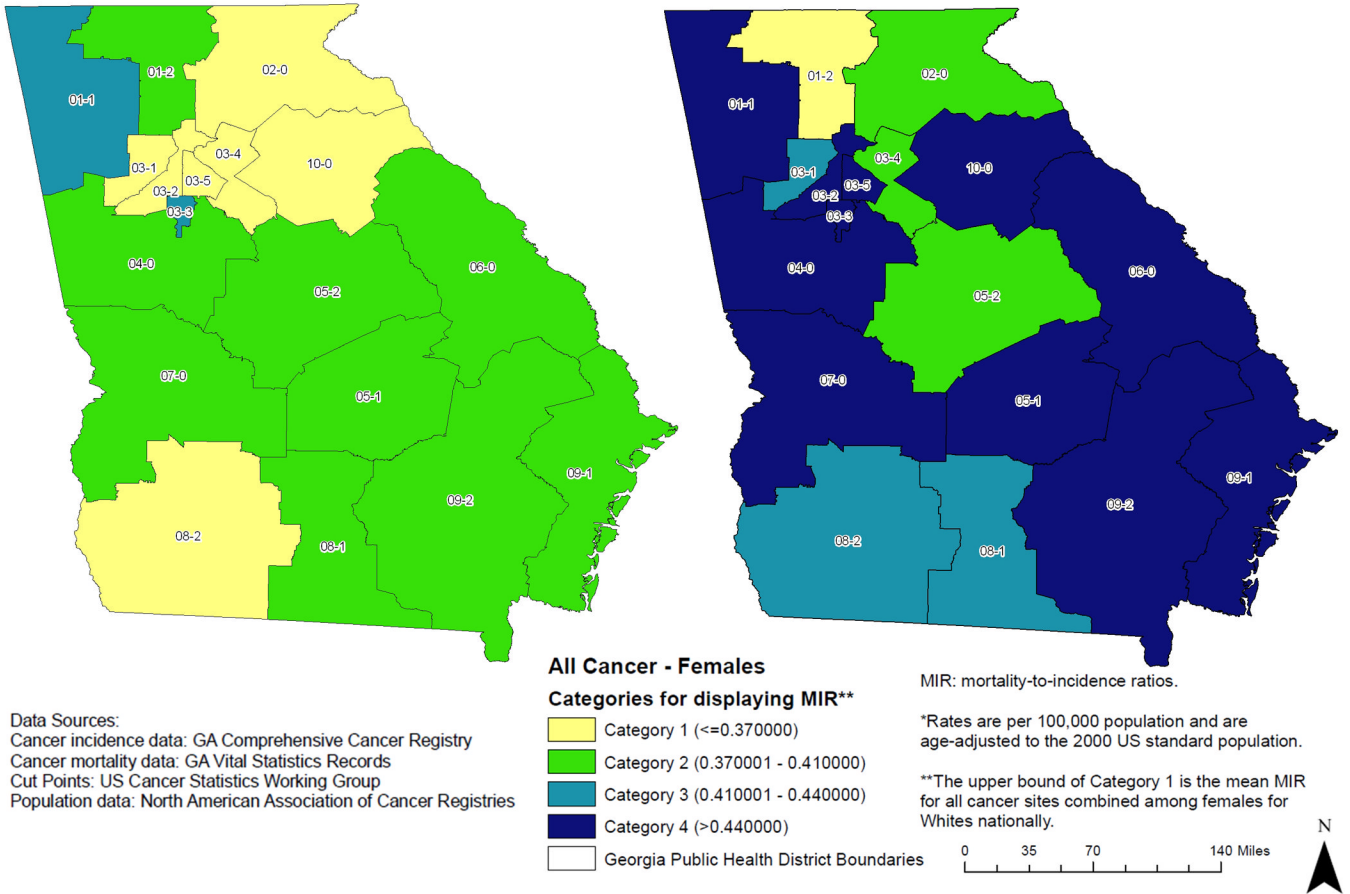 01-2
02-0
01-1
03-4
03-1
10-0
03-5
03-2
03-3
04-0
06-0
05-2
07-0
05-1
09-1
09-2
08-2
08-1
01-2
02-0
01-1
03-4
10-0
03-1
03-5
03-2
03-3
04-0
06-0
05-2
07-0
05-1
09-1
09-2
08-2
08-1
Data Sources:
Cancer incidence data: GA Comprehensive Cancer Registry
Cancer mortality data: GA Vital Statistics Records
Cut Points: US Cancer Statistics Working Group
Population data: North American Association of Cancer Registries
All Cancer - Females
Categories for displaying MIR**
Category 1 (<=0.370000)
Category 2 (0.370001 - 0.410000)
Category 3 (0.410001 - 0.440000)
Category 4 (>0.440000)
Georgia Public Health District Boundaries
MIR: mortality-to-incidence ratios.
*Rates are per 100,000 population and are
age-adjusted to the 2000 US standard population.
**The upper bound of Category 1 is the mean MIR
for all cancer sites combined among females for
Whites nationally.
N
0 35 70 140 Miles